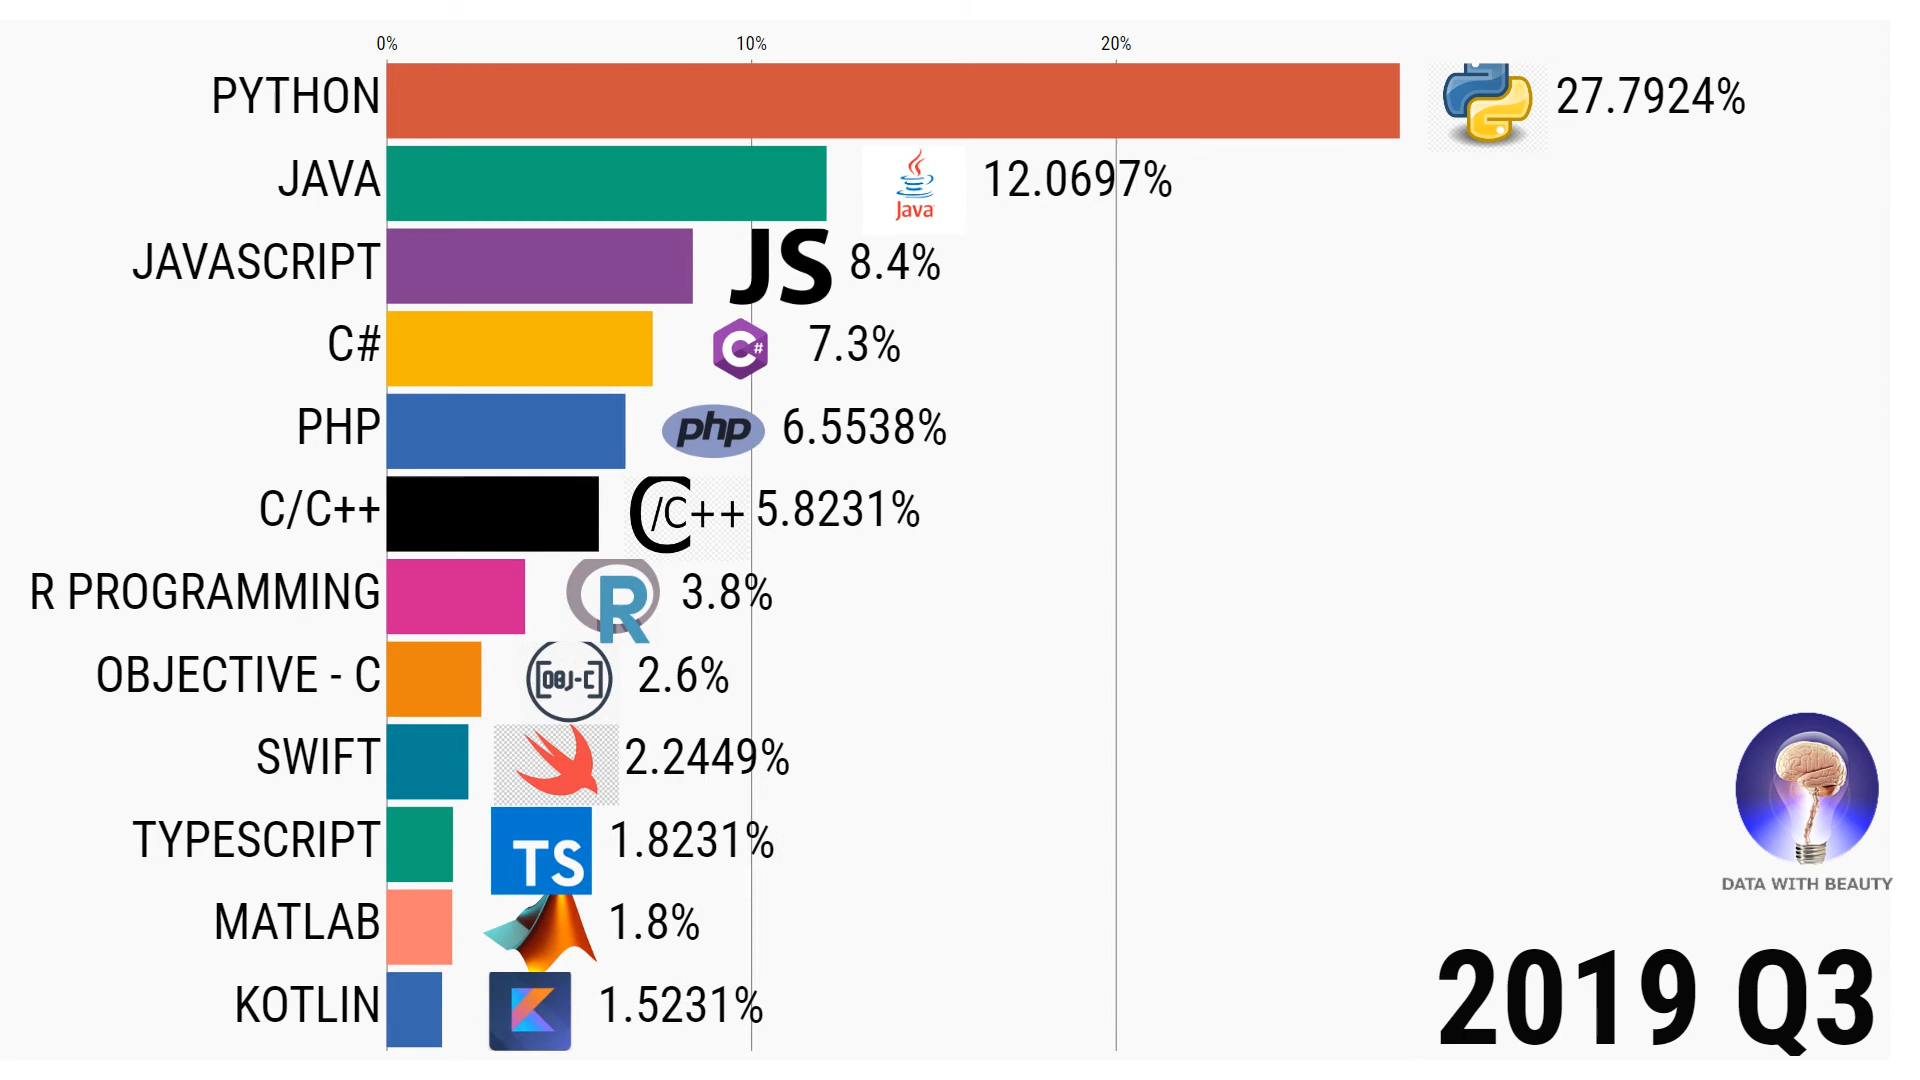 0% 10% 20%
PYTHON 27.7924%
JAVA Java 12.0697%
JAVASCRIPT JS 8.4%
C# C# 7.3%
PHP php 6.5538%
C/C++ C/C++ 5.8231%
R PROGRAMMING R 3.8%
OBJECTIVE - C [OBJ-C] 2.6%
SWIFT 2.2449%
TYPESCRIPT TS 1.8231%
MATLAB 1.8%
KOTLIN 1.5231%
DATA WITH BEAUTY
2019 Q3